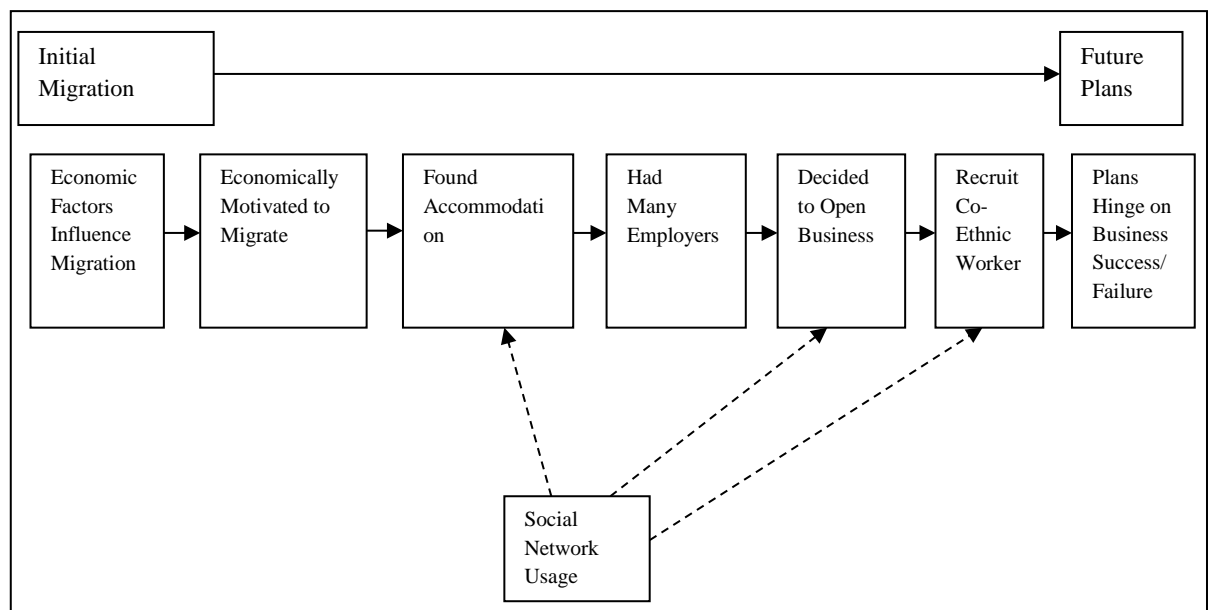 Initial
Migration
Future
Plans
Economic
Factors
Influence
Migration
Economically
Motivated to
Migrate
Found
Accommodati
on
Had
Many
Employers
Decided
to Open
Business
Recruit
Co-
Ethnic
Worker
Plans
Hinge on
Business
Success/
Failure
Social
Network
Usage